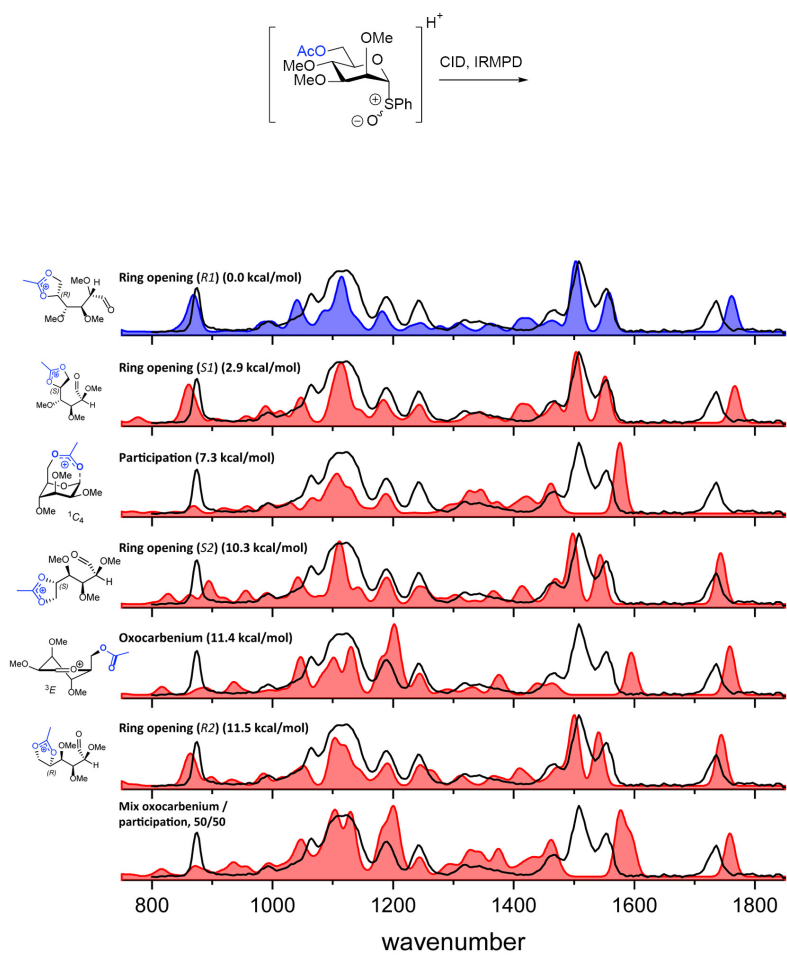 H+
OMe
AcO
O
MeO
MeO
CID, IRMPD
+
SPh
− O
Ring opening (R1) (0.0 kcal/mol)
O
O
+
(R)
MeO
H
O
MeO
OMe
Ring opening (S1) (2.9 kcal/mol)
O
O
+
(S)
O
OMe
MeO
H
OMe
Participation (7.3 kcal/mol)
O
O
+
MeO
O
OMe
OMe
1C4
Ring opening (S2) (10.3 kcal/mol)
MeO
O
OMe
O
+
O
(S)
H
OMe
Oxocarbenium (11.4 kcal/mol)
OMe
O
MeO
O
+
O
OMe
3E
Ring opening (R2) (11.5 kcal/mol)
O
O
+
MeO
O
OMe
H
OMe
(R)
Mix oxocarbenium /
participation, 50/50
800 1000 1200 1400 1600 1800
wavenumber